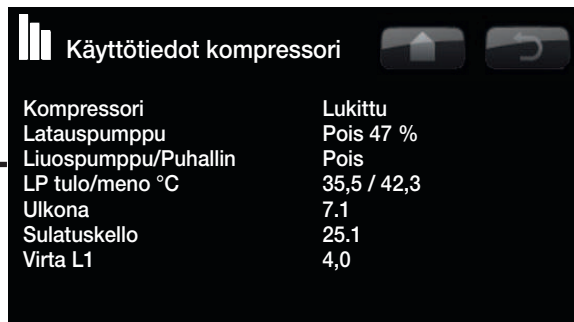 Käyttötiedot kompressori
Kompressori Lukittu
Latauspumppu Pois 47 %
Liuospumppu/Puhallin Pois
LP tulo/meno °C 35,5 / 42,3
Ulkona 7.1
Sulatuskello 25.1
Virta L1 4,0